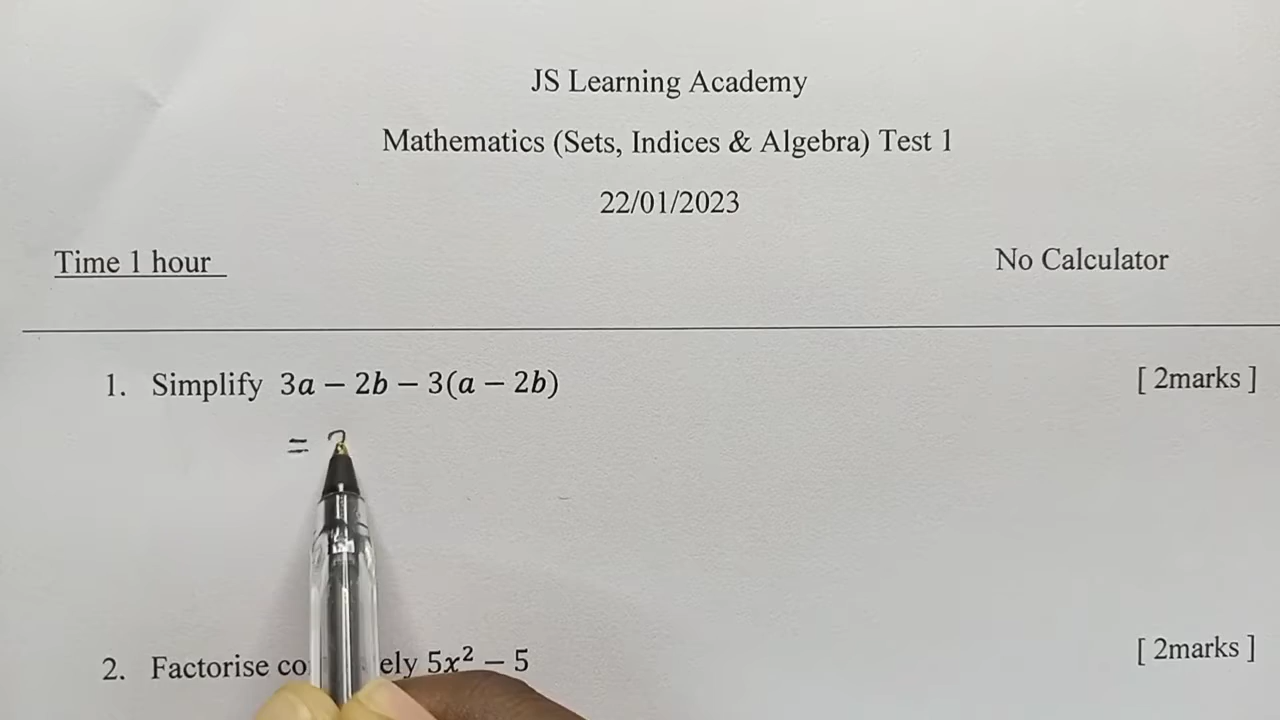 JS Learning Academy
Mathematics (Sets, Indices & Algebra) Test 1
22/01/2023
Time 1 hour
No Calculator
1. Simplify 3a − 2b − 3(a − 2b) [ 2marks ]
=
2. Factorise 5x² − 5 [ 2marks ]